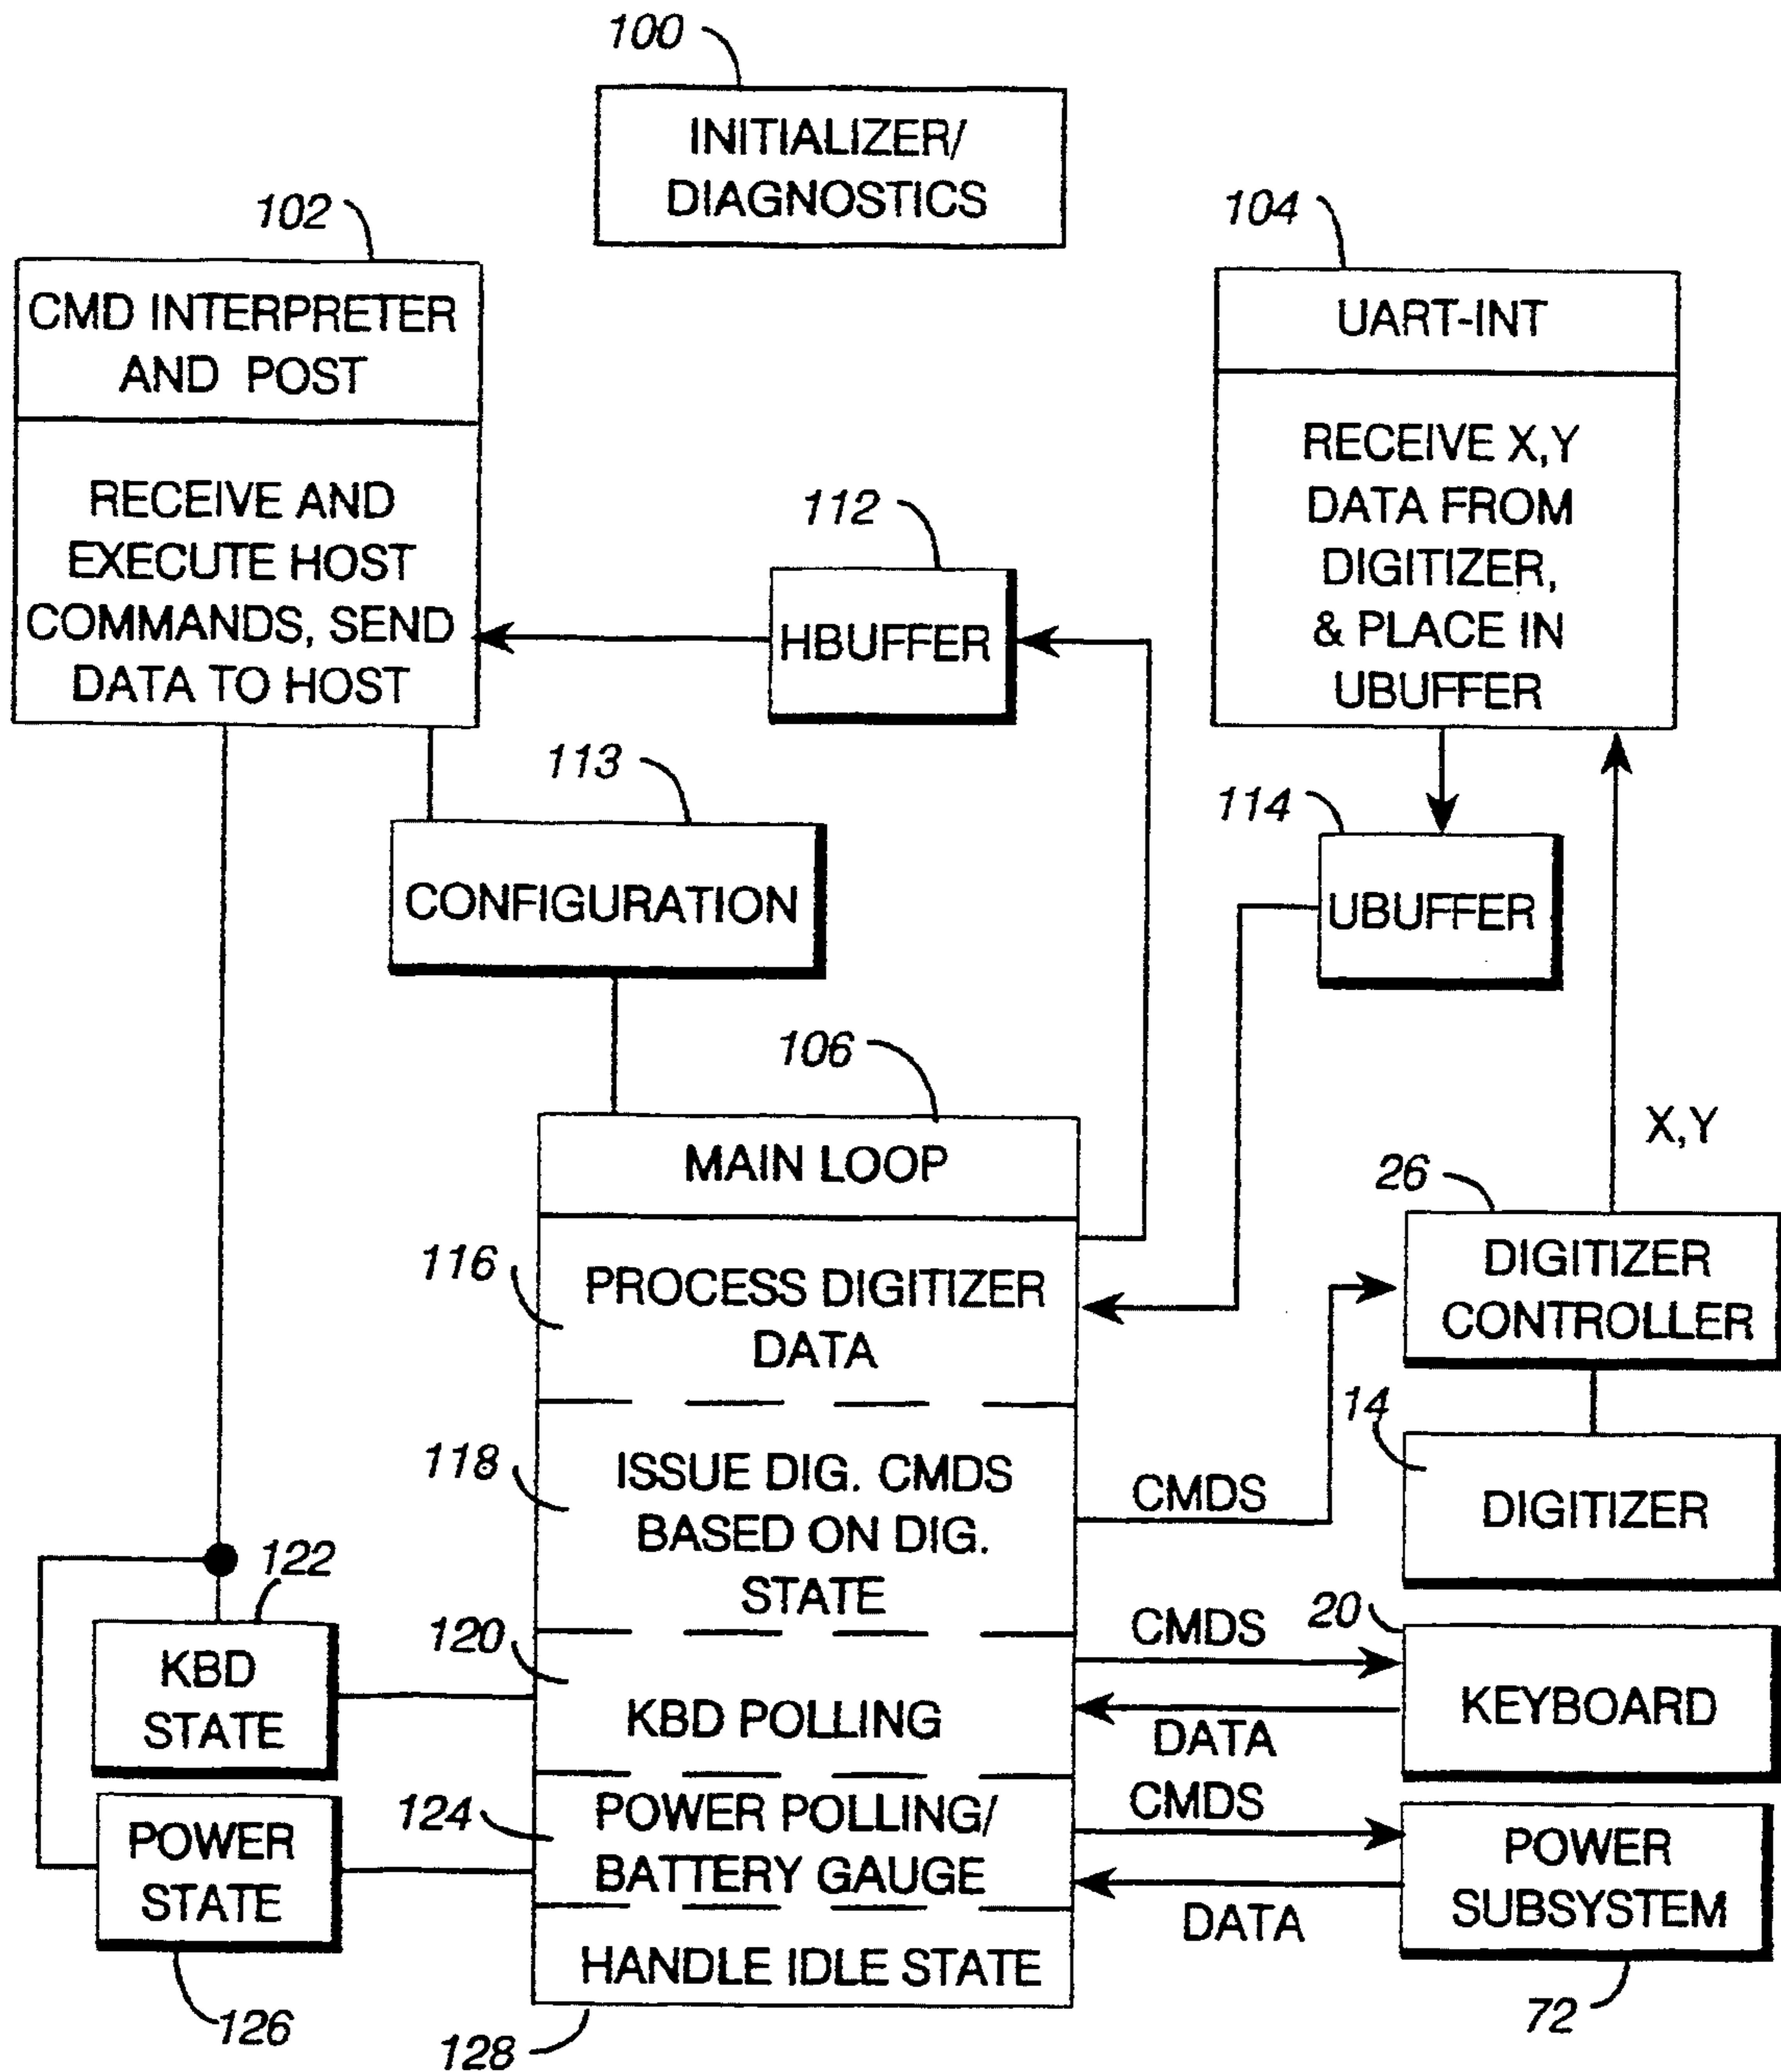 100
INITIALIZER/
DIAGNOSTICS
102
CMD INTERPRETER
AND POST
RECEIVE AND
EXECUTE HOST
COMMANDS, SEND
DATA TO HOST
104
UART-INT
RECEIVE X,Y
DATA FROM
DIGITIZER,
& PLACE IN
UBUFFER
112
HBUFFER
113
CONFIGURATION
114
UBUFFER
106
MAIN LOOP
116
PROCESS DIGITIZER
DATA
118
ISSUE DIG. CMDS
BASED ON DIG.
STATE
120
KBD POLLING
124
POWER POLLING/
BATTERY GAUGE
HANDLE IDLE STATE
128
122
KBD
STATE
POWER
STATE
126
X,Y
26
DIGITIZER
CONTROLLER
14
DIGITIZER
CMDS
CMDS
20
KEYBOARD
DATA
CMDS
POWER
SUBSYSTEM
DATA
72